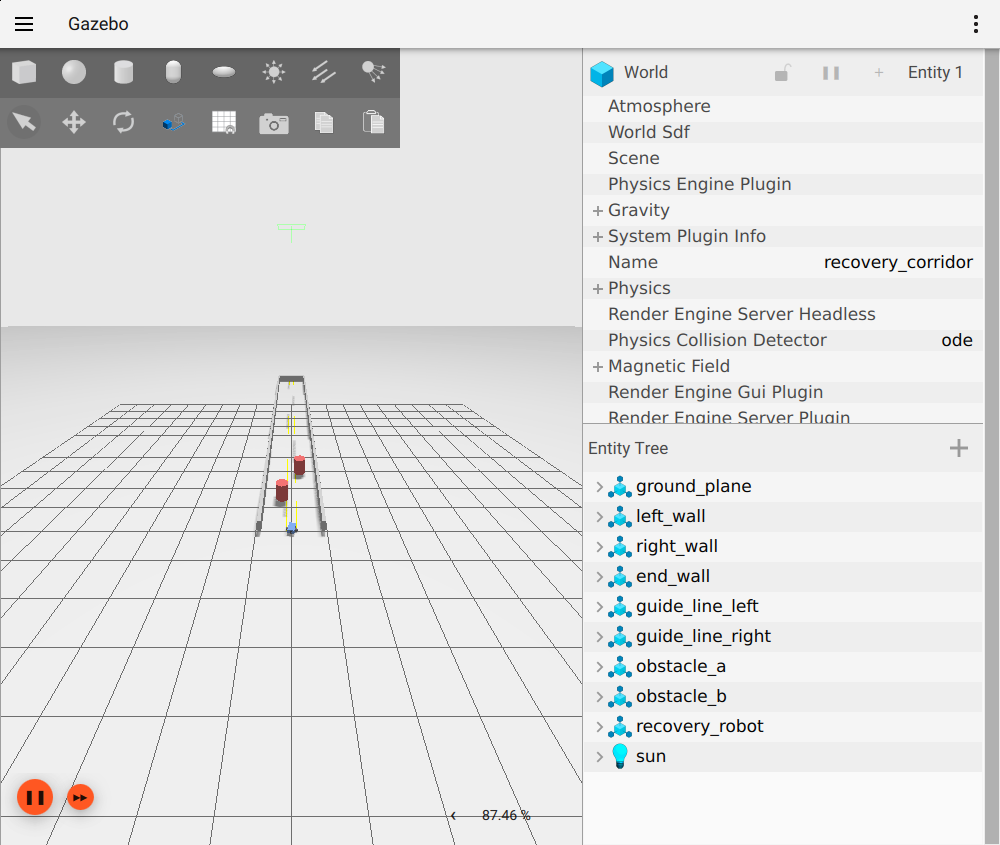 Gazebo
World
Entity 1
Atmosphere
World Sdf
Scene
Physics Engine Plugin
Gravity
System Plugin Info
Name recovery_corridor
Physics
Render Engine Server Headless
Physics Collision Detector ode
Magnetic Field
Render Engine Gui Plugin
Render Engine Server Plugin
Entity Tree
ground_plane
left_wall
right_wall
end_wall
guide_line_left
guide_line_right
obstacle_a
obstacle_b
recovery_robot
sun
87.46 %